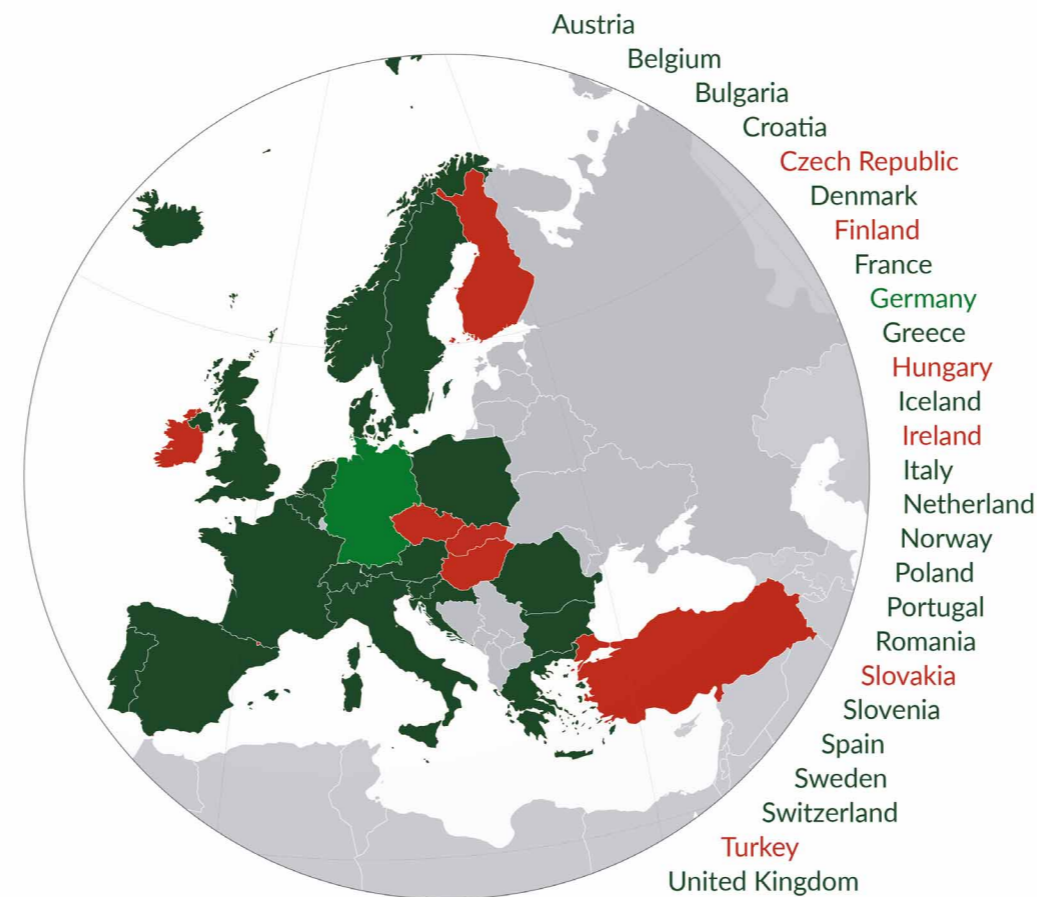 Austria
Belgium
Bulgaria
Croatia
Czech Republic
Denmark
Finland
France
Germany
Greece
Hungary
Iceland
Ireland
Italy
Netherland
Norway
Poland
Portugal
Romania
Slovakia
Slovenia
Spain
Sweden
Switzerland
Turkey
United Kingdom